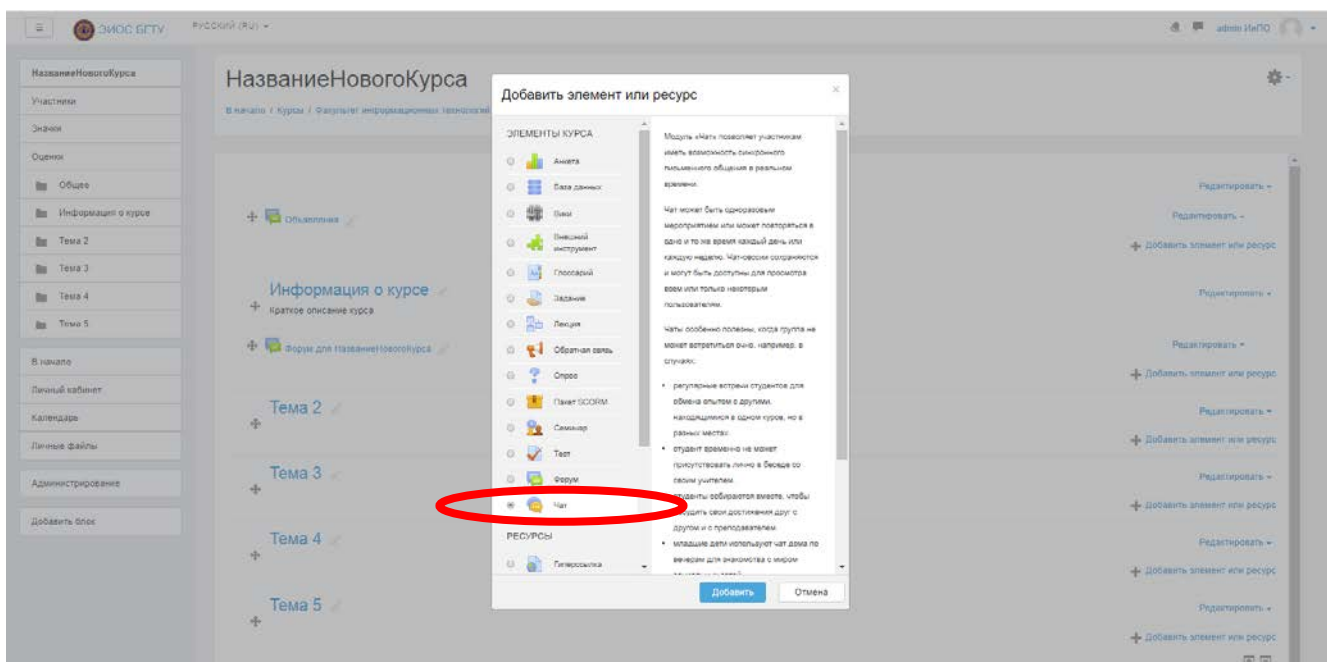 ЭИОС БГТУ
РУССКИЙ (RU)
admin ИиПО
НазваниеНовогоКурса
Участники
Значки
Оценки
Общее
Информация о курсе
Тема 2
Тема 3
Тема 4
Тема 5
В начало
Личный кабинет
Календарь
Личные файлы
Администрирование
Добавить блок
НазваниеНовогоКурса
В начало / Курсы / Факультет информационных технологий
Редактировать
Объявления
Редактировать
Добавить элемент или ресурс
Информация о курсе
Редактировать
Краткое описание курса
Форум для НазваниеНовогоКурса
Редактировать
Добавить элемент или ресурс
Тема 2
Редактировать
Добавить элемент или ресурс
Тема 3
Редактировать
Добавить элемент или ресурс
Тема 4
Редактировать
Добавить элемент или ресурс
Тема 5
Редактировать
Добавить элемент или ресурс
Добавить элемент или ресурс
×
ЭЛЕМЕНТЫ КУРСА
Анкета
База данных
Вики
Внешний
инструмент
Глоссарий
Задание
Лекция
Обратная связь
Опрос
Пакет SCORM
Семинар
Тест
Форум
Чат
РЕСУРСЫ
Гиперссылка
Модуль «Чат» позволяет участникам
иметь возможность синхронного
письменного общения в реальном
времени.
Чат может быть одноразовым
мероприятием или может повторяться в
одно и то же время каждый день или
каждую неделю. Чат-сессии сохраняются
и могут быть доступны для просмотра
всем или только некоторым
пользователям.
Чаты особенно полезны, когда группа не
может встретиться очно, например, в
случаях:
• регулярные встречи студентов для
обмена опытом с другими,
находящимися в одном курсе, но в
разных местах
• студент временно не может
присутствовать лично в беседе со
своим учителем
студенты собираются вместе, чтобы
обсудить свои достижения друг с
другом и с преподавателем
• младшие дети используют чат дома по
вечерам для знакомства с миром
Добавить
Отмена